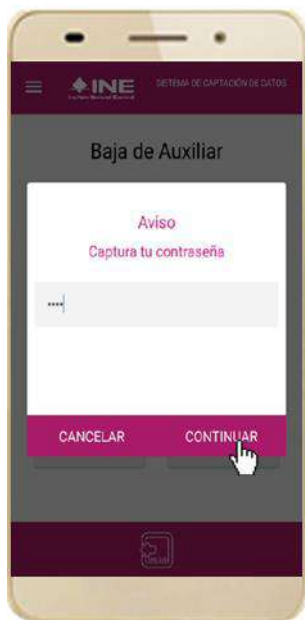 INE
SISTEMA DE CAPTACIÓN DE DATOS
Baja de Auxiliar
Aviso
Captura tu contraseña
····
CANCELAR
CONTINUAR